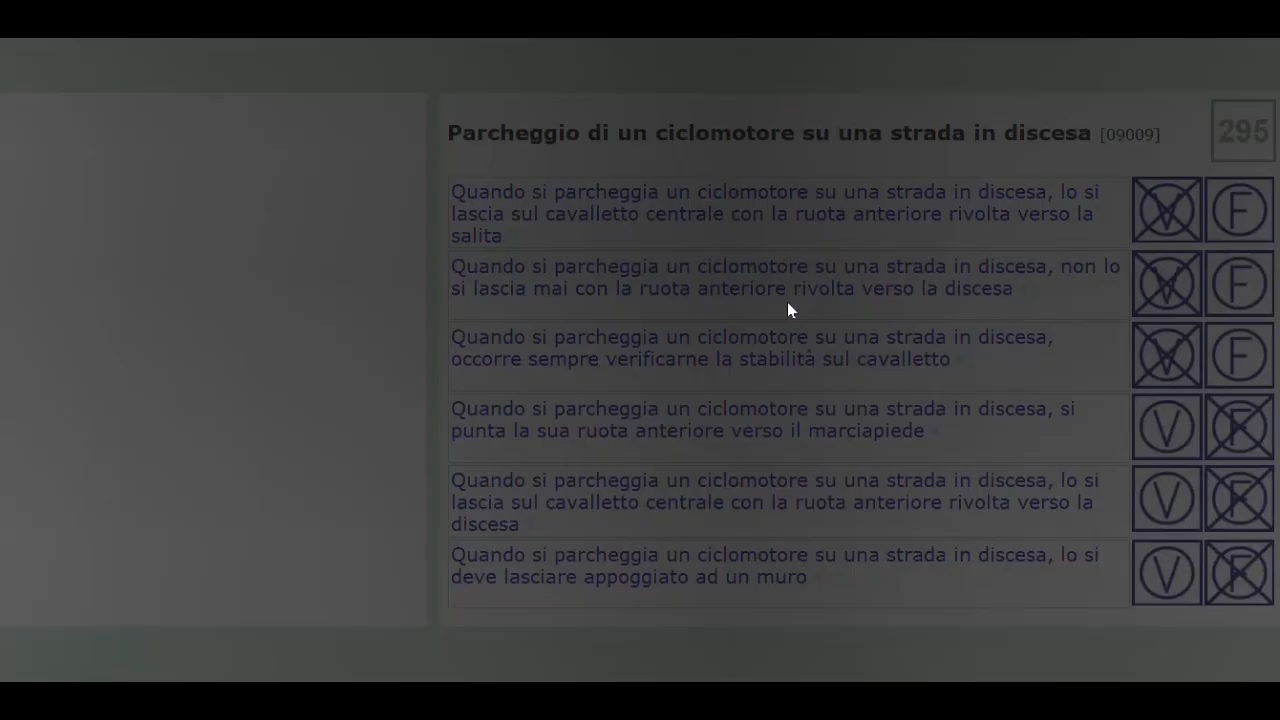 Parcheggio di un ciclomotore su una strada in discesa [09009]
295
Quando si parcheggia un ciclomotore su una strada in discesa, lo si
lascia sul cavalletto centrale con la ruota anteriore rivolta verso la
salita
V F
Quando si parcheggia un ciclomotore su una strada in discesa, non lo
si lascia mai con la ruota anteriore rivolta verso la discesa
V F
Quando si parcheggia un ciclomotore su una strada in discesa,
occorre sempre verificarne la stabilità sul cavalletto
V F
Quando si parcheggia un ciclomotore su una strada in discesa, si
punta la sua ruota anteriore verso il marciapiede
V F
Quando si parcheggia un ciclomotore su una strada in discesa, lo si
lascia sul cavalletto centrale con la ruota anteriore rivolta verso la
discesa
V F
Quando si parcheggia un ciclomotore su una strada in discesa, lo si
deve lasciare appoggiato ad un muro
V F